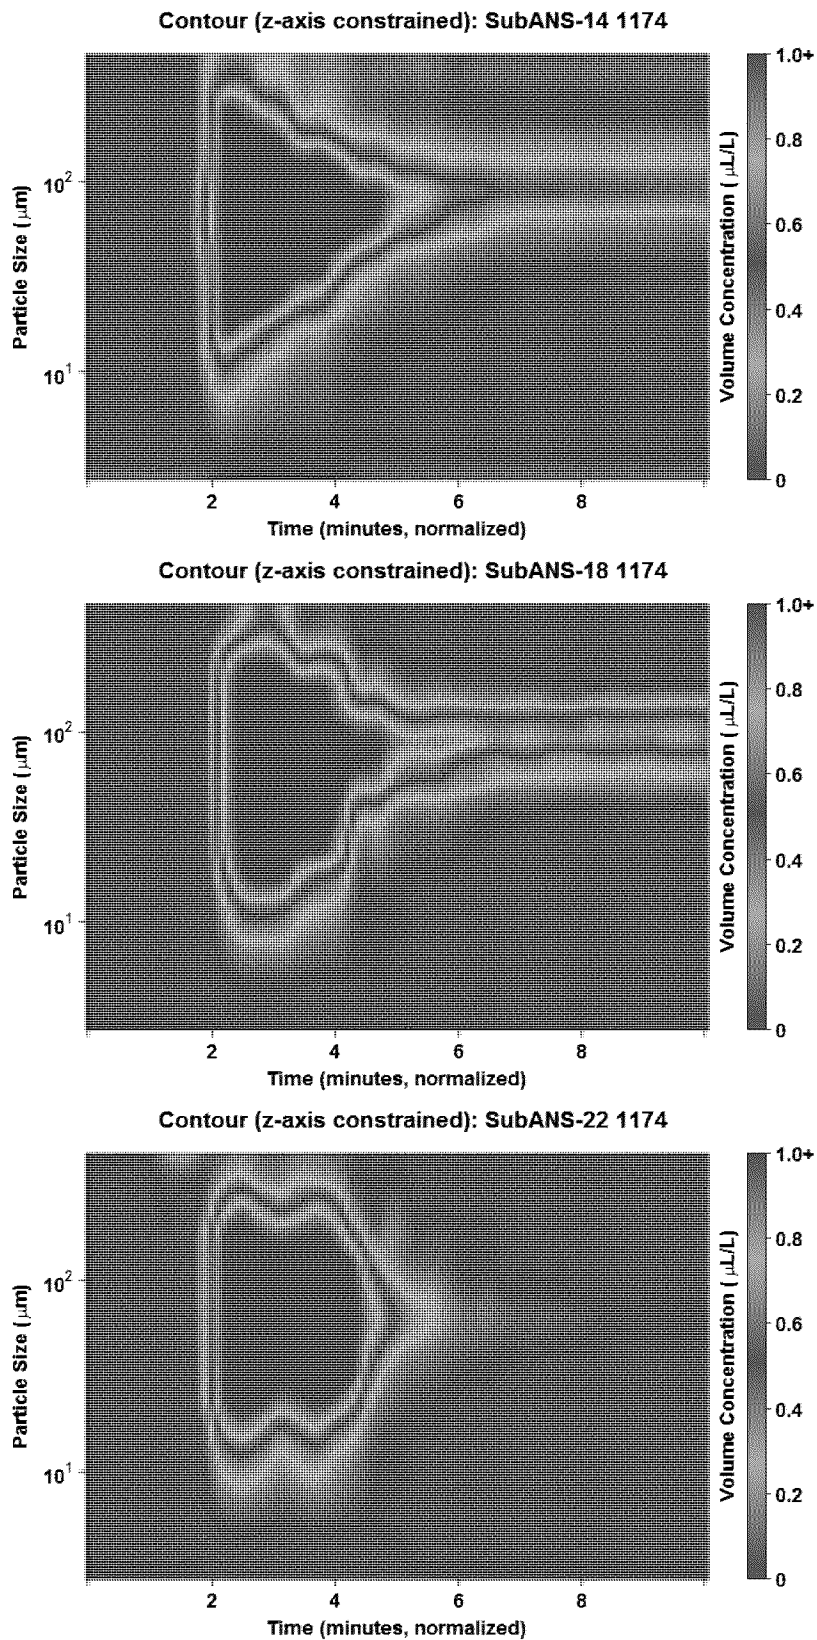 Contour (z-axis constrained): SubANS-14 1174
Particle Size (μm)
10²
10¹
2 4 6 8
Time (minutes, normalized)
Volume Concentration ( μL/L)
1.0+
0.8
0.6
0.4
0.2
0
Contour (z-axis constrained): SubANS-18 1174
Particle Size (μm)
10²
10¹
2 4 6 8
Time (minutes, normalized)
Volume Concentration ( μL/L)
1.0+
0.8
0.6
0.4
0.2
0
Contour (z-axis constrained): SubANS-22 1174
Particle Size (μm)
10²
10¹
2 4 6 8
Time (minutes, normalized)
Volume Concentration ( μL/L)
1.0+
0.8
0.6
0.4
0.2
0